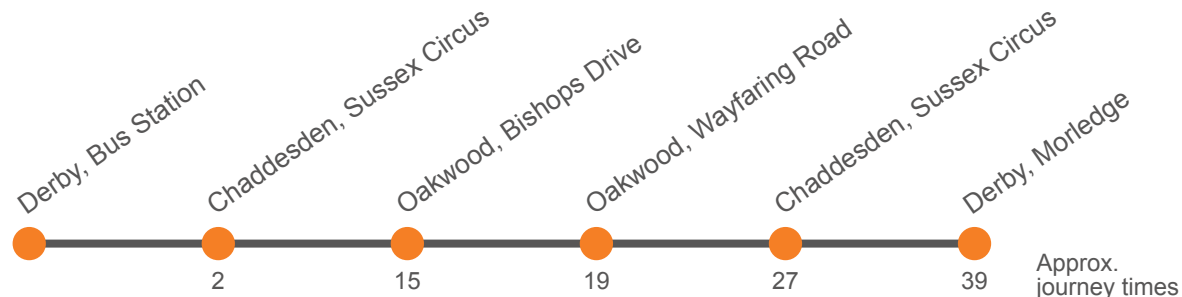 Derby, Bus Station
Chaddesden, Sussex Circus
Oakwood, Bishops Drive
Oakwood, Wayfaring Road
Chaddesden, Sussex Circus
Derby, Morledge
2
15
19
27
39
Approx.
journey times